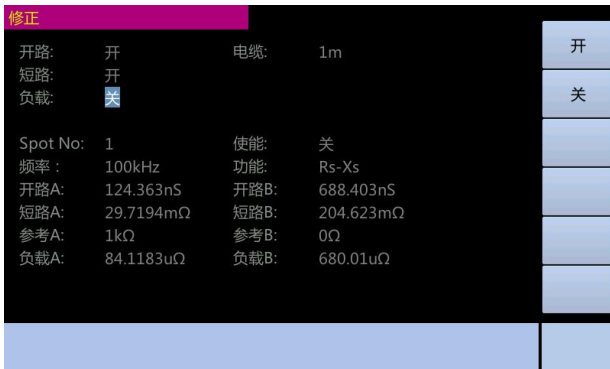 修正
开路: 开 电缆: 1m 开
短路: 开
负载: 关 关
Spot No: 1 使能: 关
频率 : 100kHz 功能: Rs-Xs
开路A: 124.363nS 开路B: 688.403nS
短路A: 29.7194mΩ 短路B: 204.623mΩ
参考A: 1kΩ 参考B: 0Ω
负载A: 84.1183uΩ 负载B: 680.01uΩ